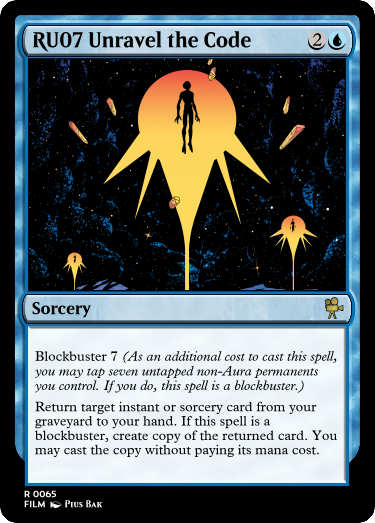 RU07 Unravel the Code 2
Sorcery
Blockbuster 7 (As an additional cost to cast this spell,
you may tap seven untapped non-Aura permanents
you control. If you do, this spell is a blockbuster.)
Return target instant or sorcery card from your
graveyard to your hand. If this spell is a
blockbuster, create copy of the returned card. You
may cast the copy without paying its mana cost.
R 0065
FILM Pius Bak